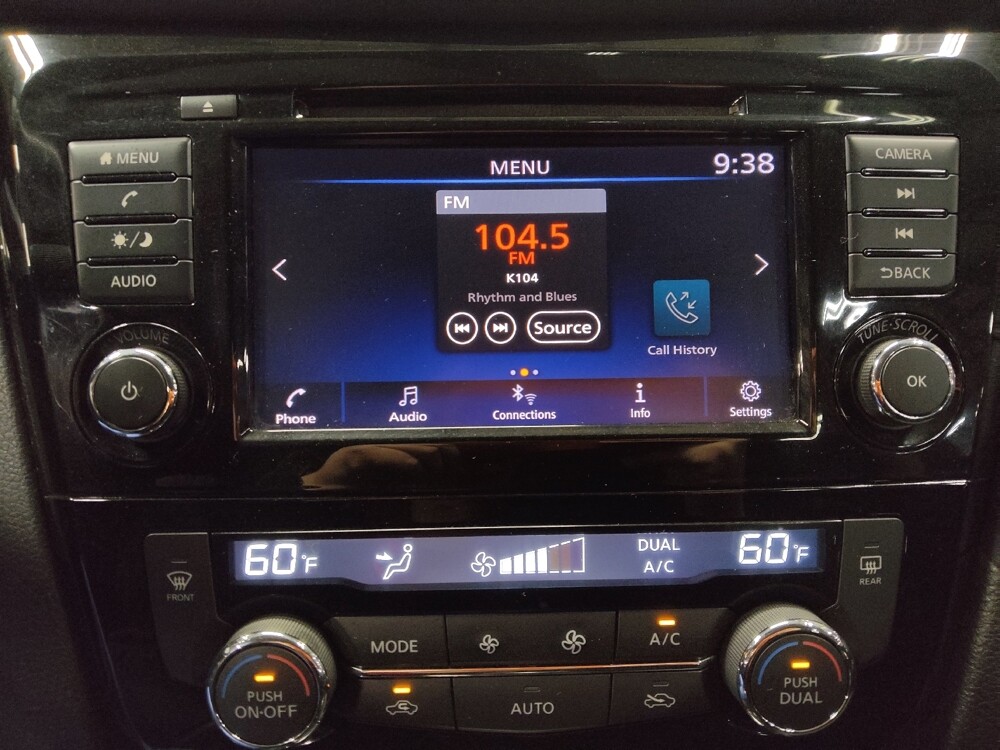 MENU
AUDIO
VOLUME
MENU
9:38
FM
104.5
FM
K104
Rhythm and Blues
Source
Call History
Phone
Audio
Connections
Info
Settings
CAMERA
BACK
TUNE·SCROLL
OK
60°F
DUAL
A/C
60°F
FRONT
REAR
MODE
A/C
PUSH
ON·OFF
AUTO
PUSH
DUAL